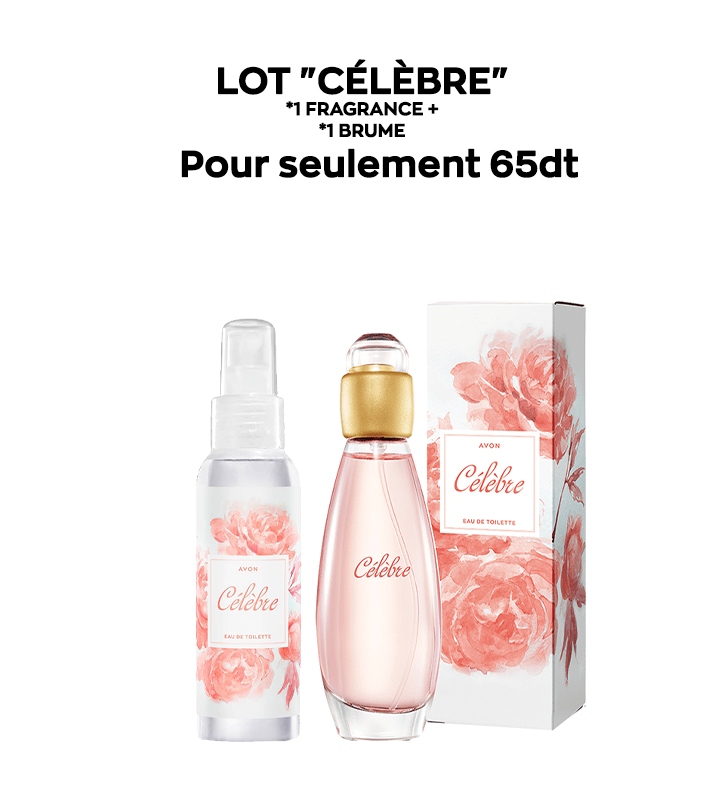 LOT "CÉLÈBRE"
*1 FRAGRANCE +
*1 BRUME
Pour seulement 65dt
AVON
Célèbre
EAU DE TOILETTE
Célèbre
AVON
Célèbre
EAU DE TOILETTE